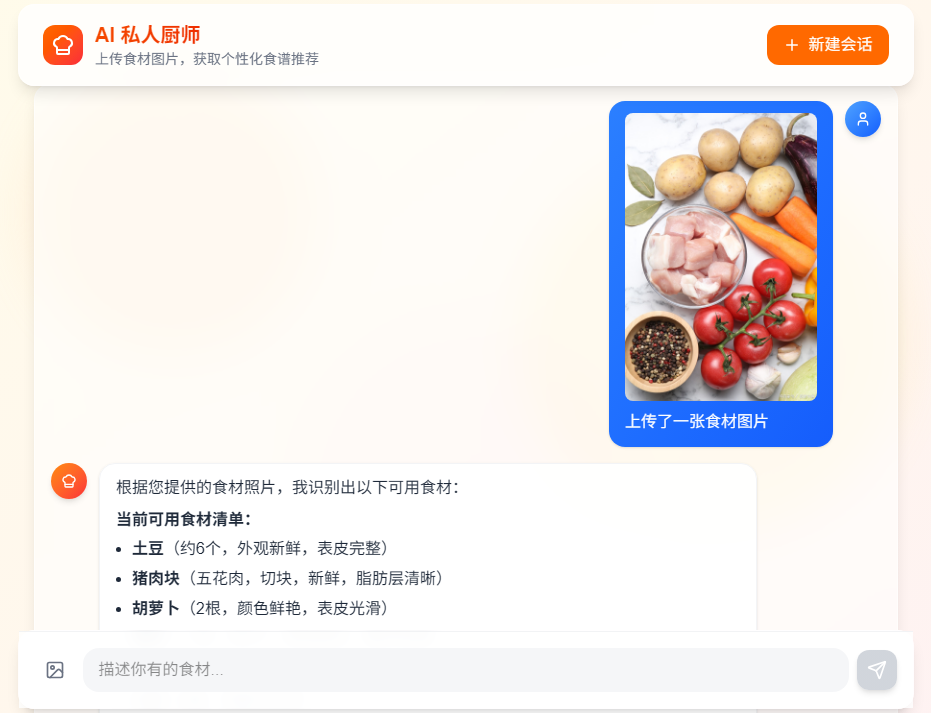 AI 私人厨师
上传食材图片，获取个性化食谱推荐
新建会话
上传了一张食材图片
根据您提供的食材照片，我识别出以下可用食材：
当前可用食材清单：
土豆（约6个，外观新鲜，表皮完整）
猪肉块（五花肉，切块，新鲜，脂肪层清晰）
胡萝卜（2根，颜色鲜艳，表皮光滑）
描述你有的食材...